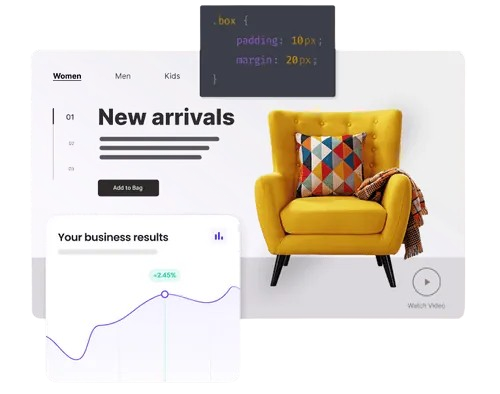 .box {
padding: 10px;
margin: 20px;
}
Women Men Kids
01
New arrivals
02
03
Add to Bag
Your business results
+2.45%
Watch Video